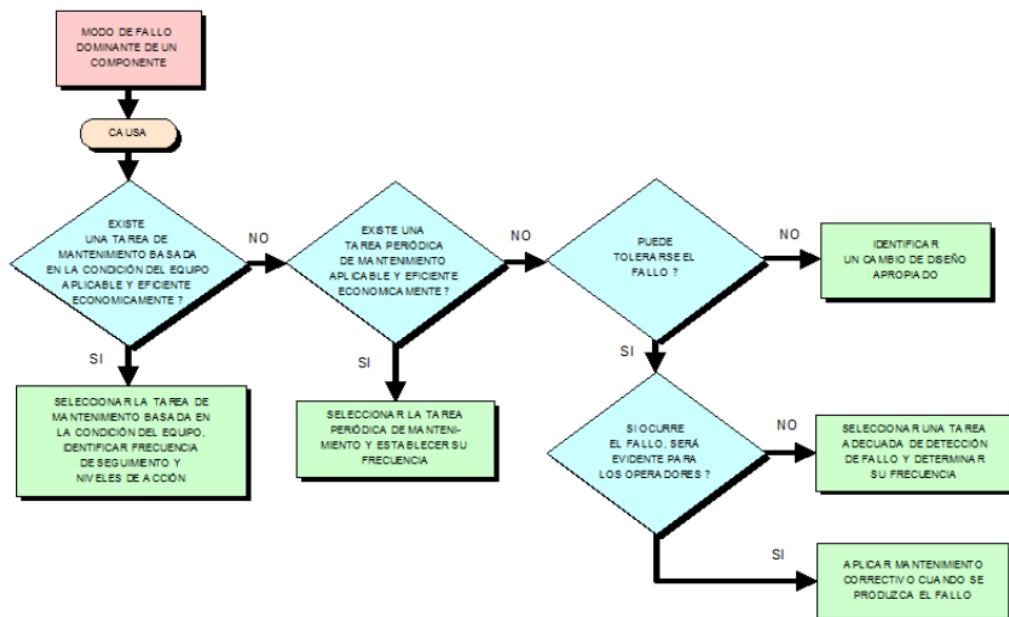 MODO DE FALLO
DOMINANTE DE UN
COMPONENTE
CAUSA
EXISTE
UNA TAREA DE
MANTENIMIENTO BASADA
EN LA CONDICIÓN DEL EQUIPO
APLICABLE Y EFICIENTE
ECONOMICAMENTE ?
NO
EXISTE UNA
TAREA PERIÓDICA
DE MANTENIMIENTO
APLICABLE Y EFICIENTE
ECONOMICAMENTE ?
NO
PUEDE
TOLERARSE EL
FALLO ?
NO
IDENTIFICAR
UN CAMBIO DE DISEÑO
APROPIADO
SI
SELECCIONAR LA TAREA DE
MANTENIMIENTO BASADA EN
LA CONDICIÓN DEL EQUIPO,
IDENTIFICAR FRECUENCIA
DE SEGUIMIENTO Y
NIVELES DE ACCIÓN
SI
SELECCIONAR LA TAREA
PERIÓDICA DE MANTENI-
MIENTO Y ESTABLECER SU
FRECUENCIA
SI
SI OCURRE
EL FALLO, SERÁ
EVIDENTE PARA
LOS OPERADORES ?
NO
SELECCIONAR UNA TAREA
ADECUADA DE DETECCIÓN
DE FALLO Y DETERMINAR
SU FRECUENCIA
SI
APLICAR MANTENIMIENTO
CORRECTIVO CUANDO SE
PRODUZCA EL FALLO